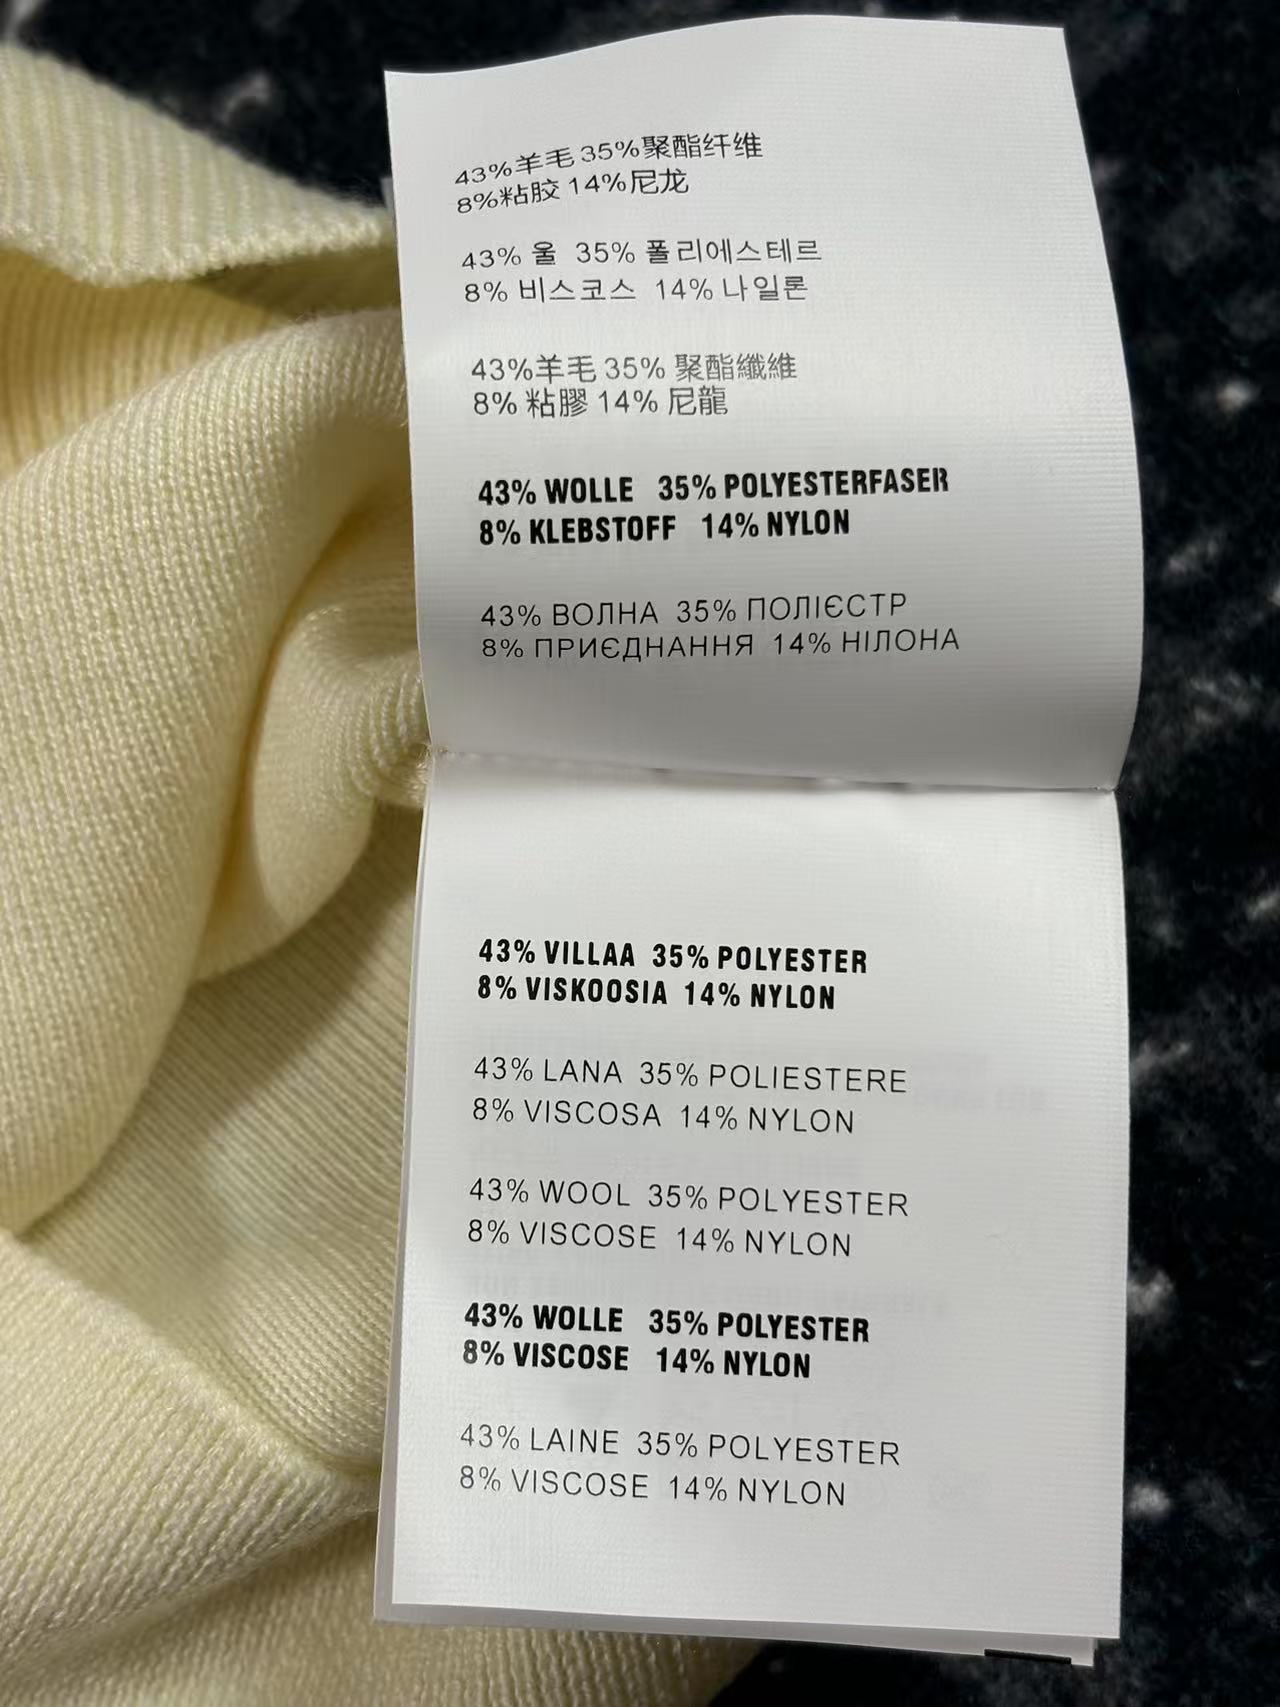 43%羊毛 35%聚酯纤维
8%粘胶 14%尼龙
43% 울 35% 폴리에스테르
8% 비스코스 14% 나일론
43%羊毛 35% 聚酯纖維
8% 粘膠 14% 尼龍
43% WOLLE 35% POLYESTERFASER
8% KLEBSTOFF 14% NYLON
43% ВОЛНА 35% ПОЛІЄСТР
8% ПРИЄДНАННЯ 14% НІЛОНА
43% VILLAA 35% POLYESTER
8% VISKOOSIA 14% NYLON
43% LANA 35% POLIESTERE
8% VISCOSA 14% NYLON
43% WOOL 35% POLYESTER
8% VISCOSE 14% NYLON
43% WOLLE 35% POLYESTER
8% VISCOSE 14% NYLON
43% LAINE 35% POLYESTER
8% VISCOSE 14% NYLON